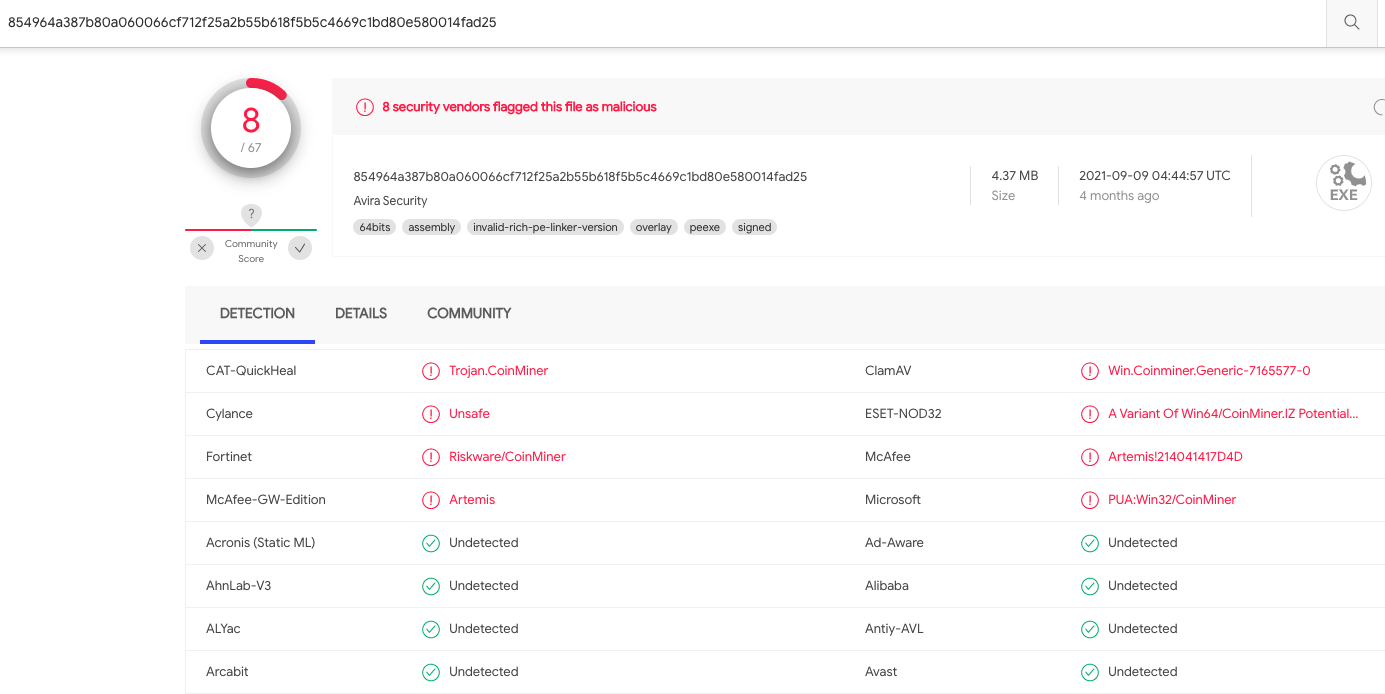 854964a387b80a060066cf712f25a2b55b618f5b5c4669c1bd80e580014fad25
8
/ 67
?
Community
Score
8 security vendors flagged this file as malicious
854964a387b80a060066cf712f25a2b55b618f5b5c4669c1bd80e580014fad25
Avira Security
64bits assembly invalid-rich-pe-linker-version overlay peexe signed
4.37 MB
Size
2021-09-09 04:44:57 UTC
4 months ago
EXE
DETECTION DETAILS COMMUNITY
CAT-QuickHeal Trojan.CoinMiner ClamAV Win.Coinminer.Generic-7165577-0
Cylance Unsafe ESET-NOD32 A Variant Of Win64/CoinMiner.IZ Potential...
Fortinet Riskware/CoinMiner McAfee Artemis!214041417D4D
McAfee-GW-Edition Artemis Microsoft PUA:Win32/CoinMiner
Acronis (Static ML) Undetected Ad-Aware Undetected
AhnLab-V3 Undetected Alibaba Undetected
ALYac Undetected Antiy-AVL Undetected
Arcabit Undetected Avast Undetected